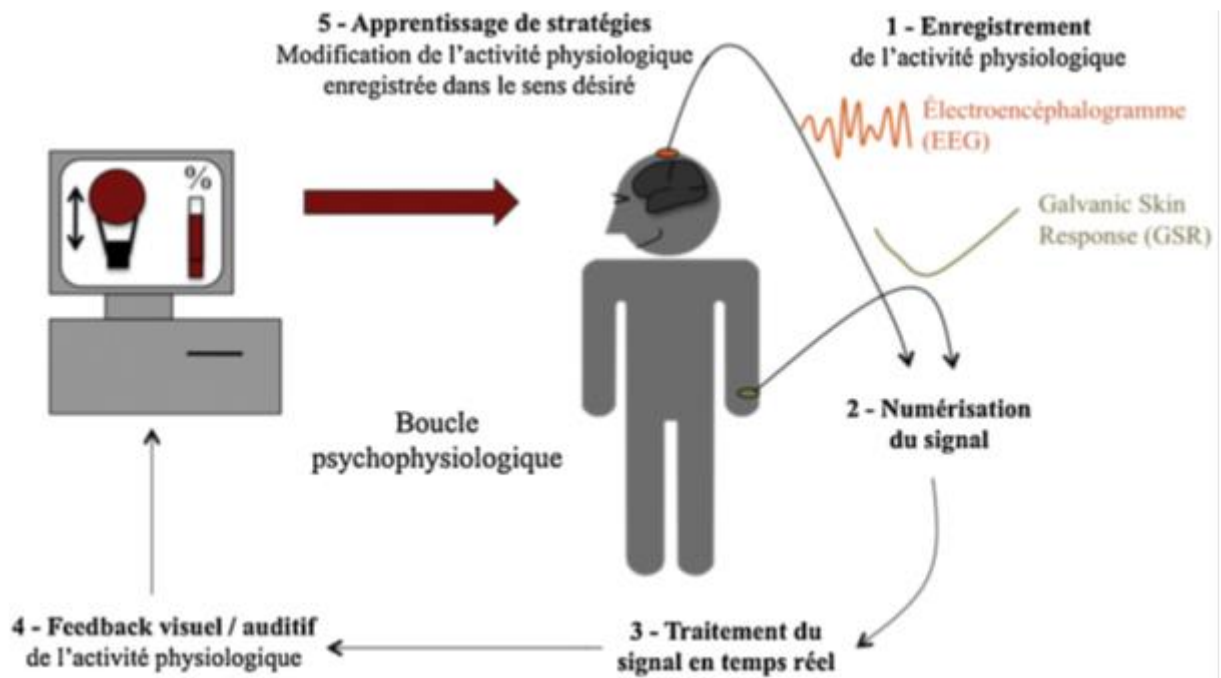 5 - Apprentissage de stratégies
Modification de l'activité physiologique
enregistrée dans le sens désiré
1 - Enregistrement
de l'activité physiologique
Électroencéphalogramme
(EEG)
%
Galvanic Skin
Response (GSR)
2 - Numérisation
du signal
Boucle
psychophysiologique
4 - Feedback visuel / auditif
de l'activité physiologique
3 - Traitement du
signal en temps réel